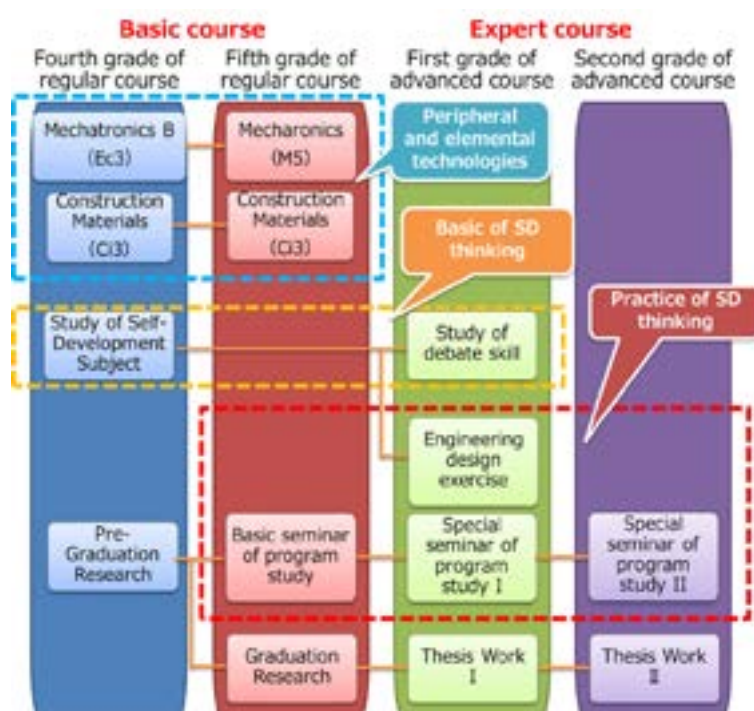 Basic course
Expert course
Fourth grade of
regular course
Fifth grade of
regular course
First grade of
advanced course
Second grade of
advanced course
Mechatronics B
(Ec3)
Mecharonics
(M5)
Peripheral
and elemental
technologies
Construction
Materials
(Ci3)
Construction
Materials
(Ci3)
Basic of SD
thinking
Practice of SD
thinking
Study of Self-
Development
Subject
Study of
debate skill
Engineering
design
exercise
Pre-
Graduation
Research
Basic seminar
of program
study
Special
seminar of
program
study I
Special
seminar of
program
study II
Graduation
Research
Thesis Work
I
Thesis Work
II